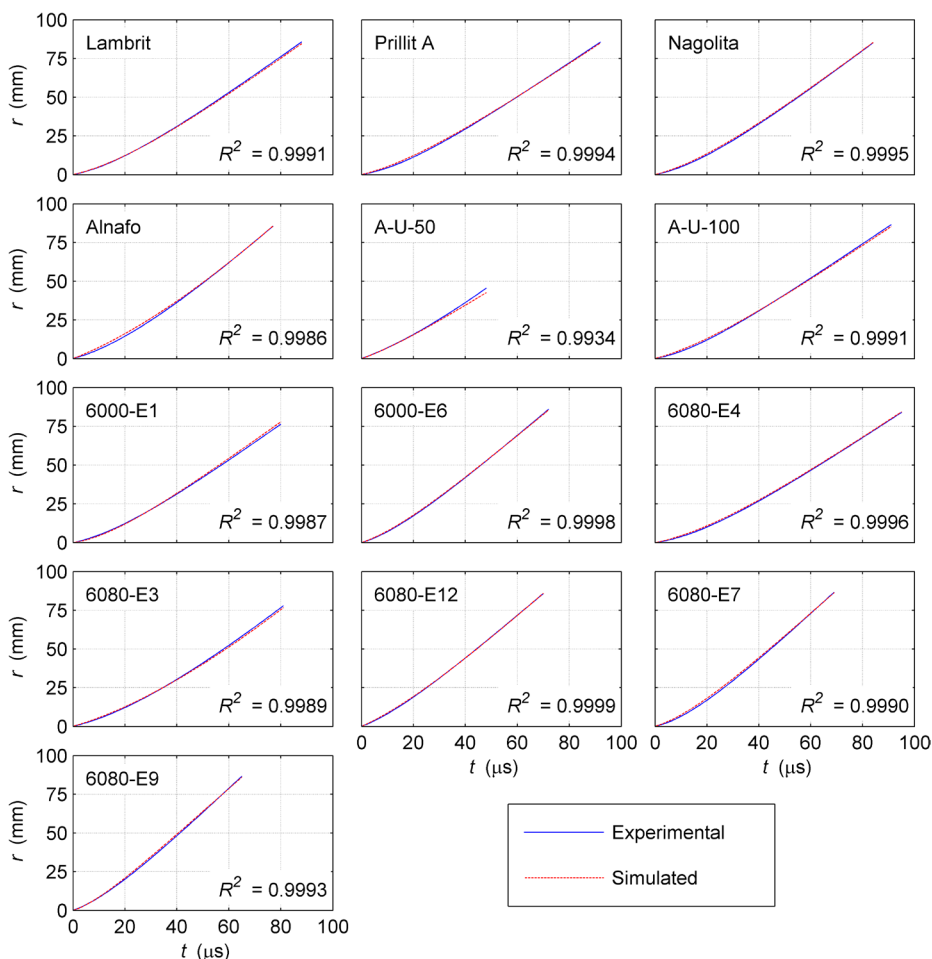 100
75
50
25
0
r (mm)
Lambrit
R² = 0.9991
Prillit A
R² = 0.9994
Nagolita
R² = 0.9995
100
75
50
25
0
r (mm)
Alnafo
R² = 0.9986
A-U-50
R² = 0.9934
A-U-100
R² = 0.9991
100
75
50
25
0
r (mm)
6000-E1
R² = 0.9987
6000-E6
R² = 0.9998
6080-E4
R² = 0.9996
100
75
50
25
0
r (mm)
6080-E3
R² = 0.9989
6080-E12
R² = 0.9999
6080-E7
R² = 0.9990
0 20 40 60 80 100
t (μs)
0 20 40 60 80 100
t (μs)
100
75
50
25
0
r (mm)
6080-E9
R² = 0.9993
0 20 40 60 80 100
t (μs)
Experimental
Simulated